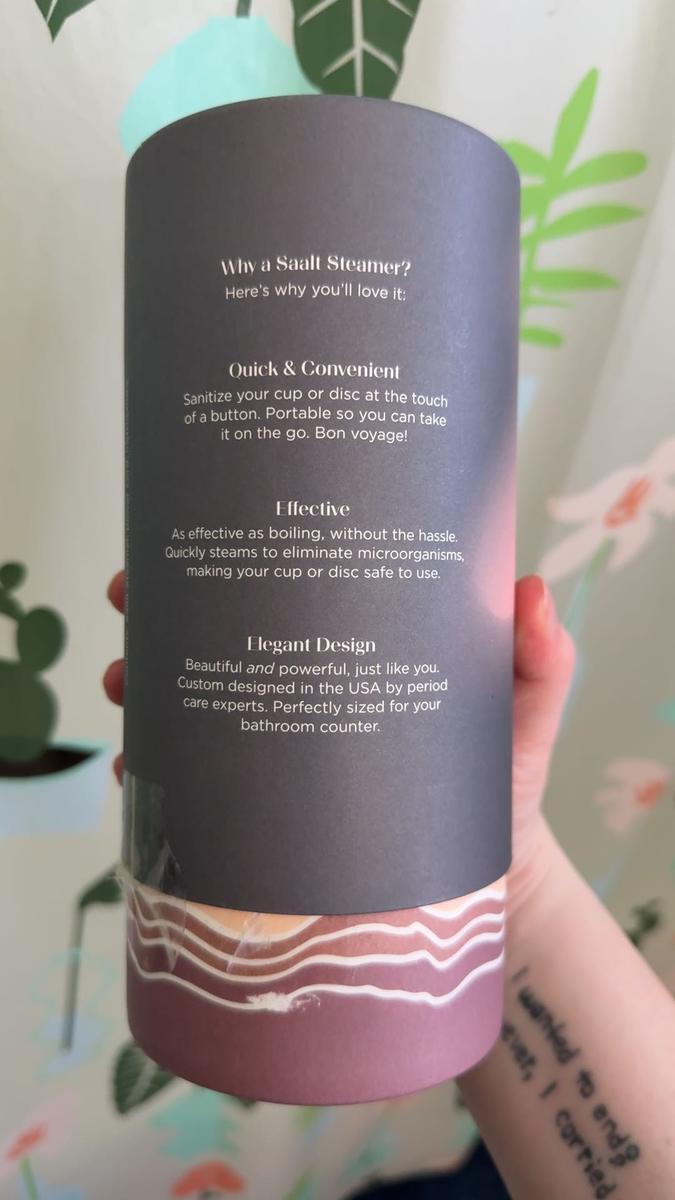 Why a Saalt Steamer?
Here's why you'll love it:
Quick & Convenient
Sanitize your cup or disc at the touch
of a button. Portable so you can take
it on the go. Bon voyage!
Effective
As effective as boiling, without the hassle.
Quickly steams to eliminate microorganisms,
making your cup or disc safe to use.
Elegant Design
Beautiful and powerful, just like you.
Custom designed in the USA by period
care experts. Perfectly sized for your
bathroom counter.
I wanted to
I carried